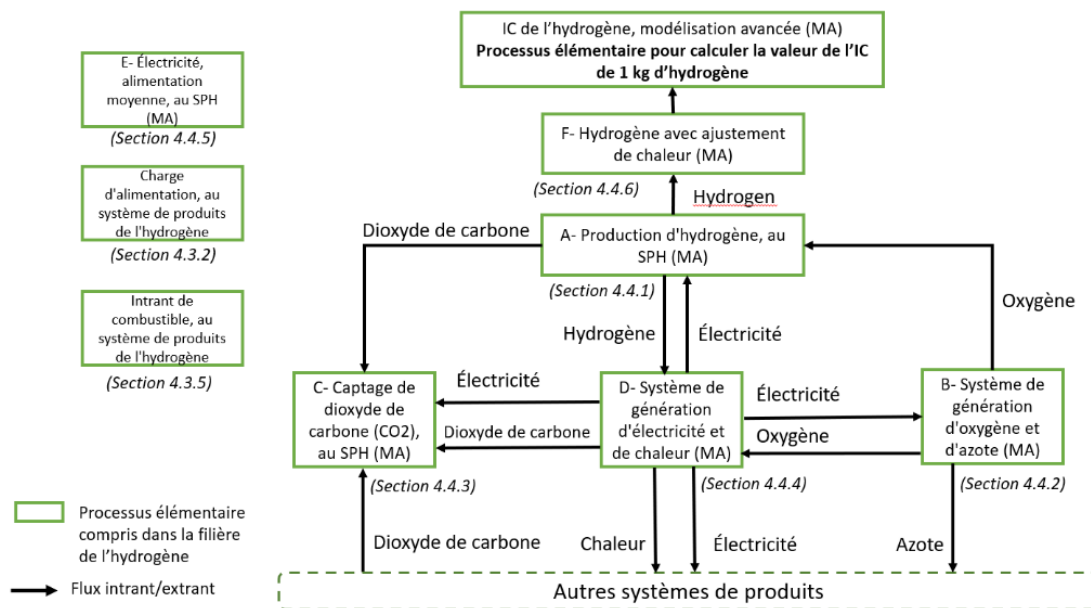 IC de l’hydrogène, modélisation avancée (MA)
Processus élémentaire pour calculer la valeur de l’IC
de 1 kg d’hydrogène
E- Électricité,
alimentation
moyenne, au SPH
(MA)
(Section 4.4.5)
F- Hydrogène avec ajustement
de chaleur (MA)
(Section 4.4.6)
Hydrogen
Charge
d'alimentation, au
système de produits
de l'hydrogène
(Section 4.3.2)
Dioxyde de carbone
A- Production d'hydrogène, au
SPH (MA)
(Section 4.4.1)
Oxygène
Intrant de
combustible, au
système de produits
de l'hydrogène
(Section 4.3.5)
Hydrogène
Électricité
C- Captage de
dioxyde de
carbone (CO2),
au SPH (MA)
(Section 4.4.3)
Électricité
Dioxyde de carbone
D- Système de
génération
d'électricité et
de chaleur (MA)
(Section 4.4.4)
Électricité
Oxygène
B- Système de
génération
d'oxygène et
d'azote (MA)
(Section 4.4.2)
Processus élémentaire
compris dans la filière
de l’hydrogène
Flux intrant/extrant
Dioxyde de carbone
Chaleur
Électricité
Azote
Autres systèmes de produits